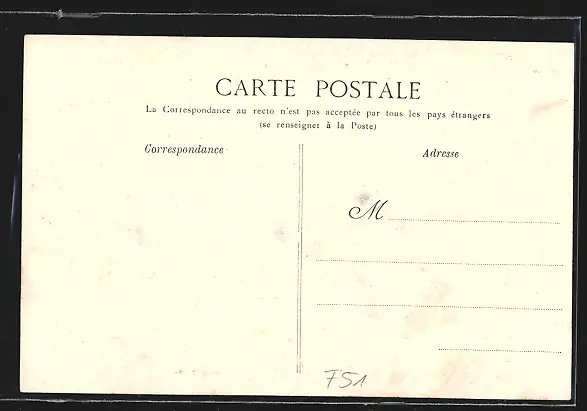 CARTE POSTALE
La Correspondance au recto n'est pas acceptée par tous les pays étrangers
(se renseigner à la Poste)
Correspondance
Adresse
M
F51